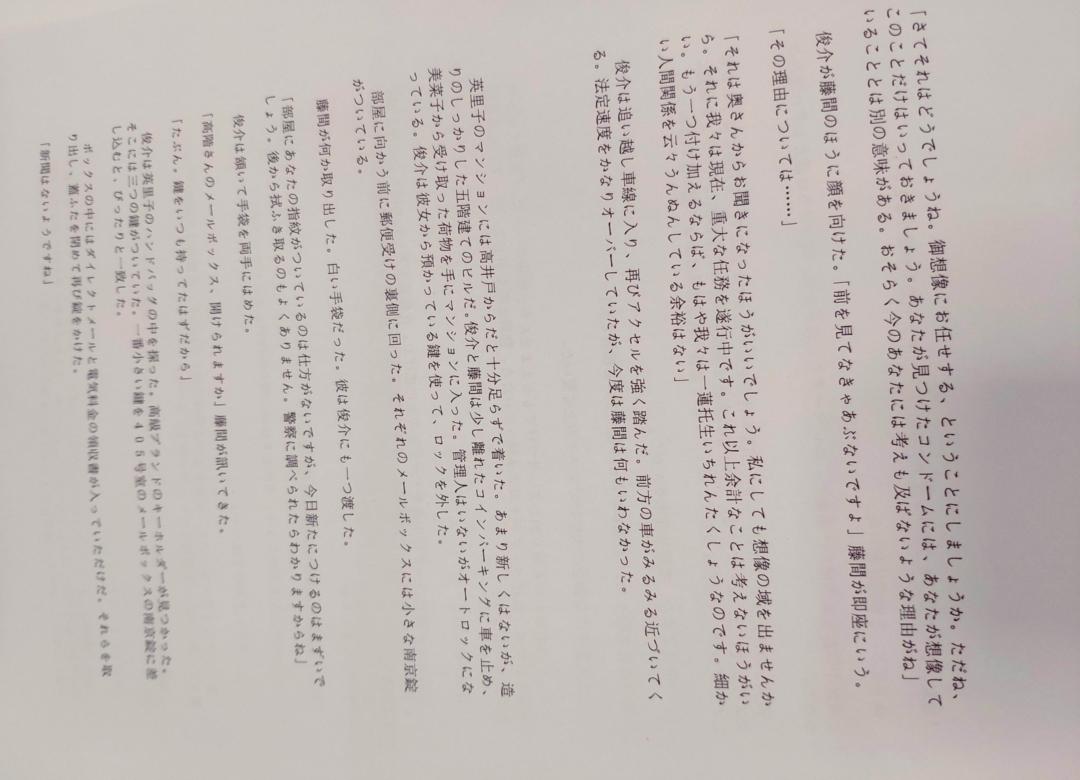 「さてそれはどうでしょうね。御想像にお任せする、ということにしましょうか。ただね、
このことだけはいっておきましょう。あなたが見つけたコンドームには、あなたが想像して
いることとは別の意味がある。おそらく今のあなたには考えも及ばないような理由がね」
俊介が藤間のほうに顔を向けた。「前を見てなきゃあぶないですよ」藤間が即座にいう。
「その理由については……」
「それは奥さんからお聞きになったほうがいいでしょう。私にしても想像の域を出ませんか
ら。それに我々は現在、重大な任務を遂行中です。これ以上余計なことは考えないほうがい
い。もう一つ付け加えるならば、もはや我々は一蓮托生いちれんたくしょうなのです。細か
い人間関係を云々うんぬんしている余裕はない」
俊介は追い越し車線に入り、再びアクセルを強く踏んだ。前方の車がみるみる近づいてく
る。法定速度をかなりオーバーしていたが、今度は藤間は何もいわなかった。
英里子のマンションには高井戸からだと十分足らずで着いた。あまり新しくはないが、造
りのしっかりした五階建てのビルだ。俊介と藤間は少し離れたコインパーキングに車を止め、
美菜子から受け取った荷物を手にマンションに入った。管理人はいないがオートロックにな
っている。俊介は彼女から預かっている鍵を使って、ロックを外した。
部屋に向かう前に郵便受けの裏側に回った。それぞれのメールボックスには小さな南京錠
がついている。
藤間が何か取り出した。白い手袋だった。彼は俊介にも一つ渡した。
「部屋にあなたの指紋がついているのは仕方がないですが、今日新たにつけるのはまずいで
しょう。後から拭ふき取るのもよくありません。警察に調べられたらわかりますからね」
俊介は頷いて手袋を両手にはめた。
「高階さんのメールボックス、開けられますか」藤間が訊いてきた。
「たぶん。鍵をいつも持ってたはずだから」
俊介は英里子のハンドバッグの中を探った。高級ブランドのキーホルダーが見つかった。
そこには三つの鍵がついていた。一番小さい鍵を４０５号室のメールボックスの南京錠に差
し込むと、ぴったりと一致した。
ボックスの中にはダイレクトメールと電気料金の領収書が入っていただけだ。それらを取
り出し、蓋ふたを閉めて再び鍵をかけた。
「新聞はないようですね」